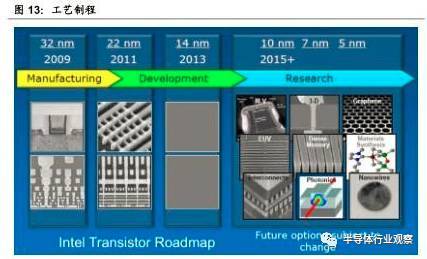 图 13：工艺制程
32 nm
2009
22 nm
2011
14 nm
2013
10 nm 7 nm 5 nm
2015+
Manufacturing
Development
Research
III-V
3-D
Graphene
EUV
Dense
Memory
Materials
Synthesis
Interconnects
Photonics
Nanowires
Intel Transistor Roadmap
Future options subject to
change
半导体行业观察